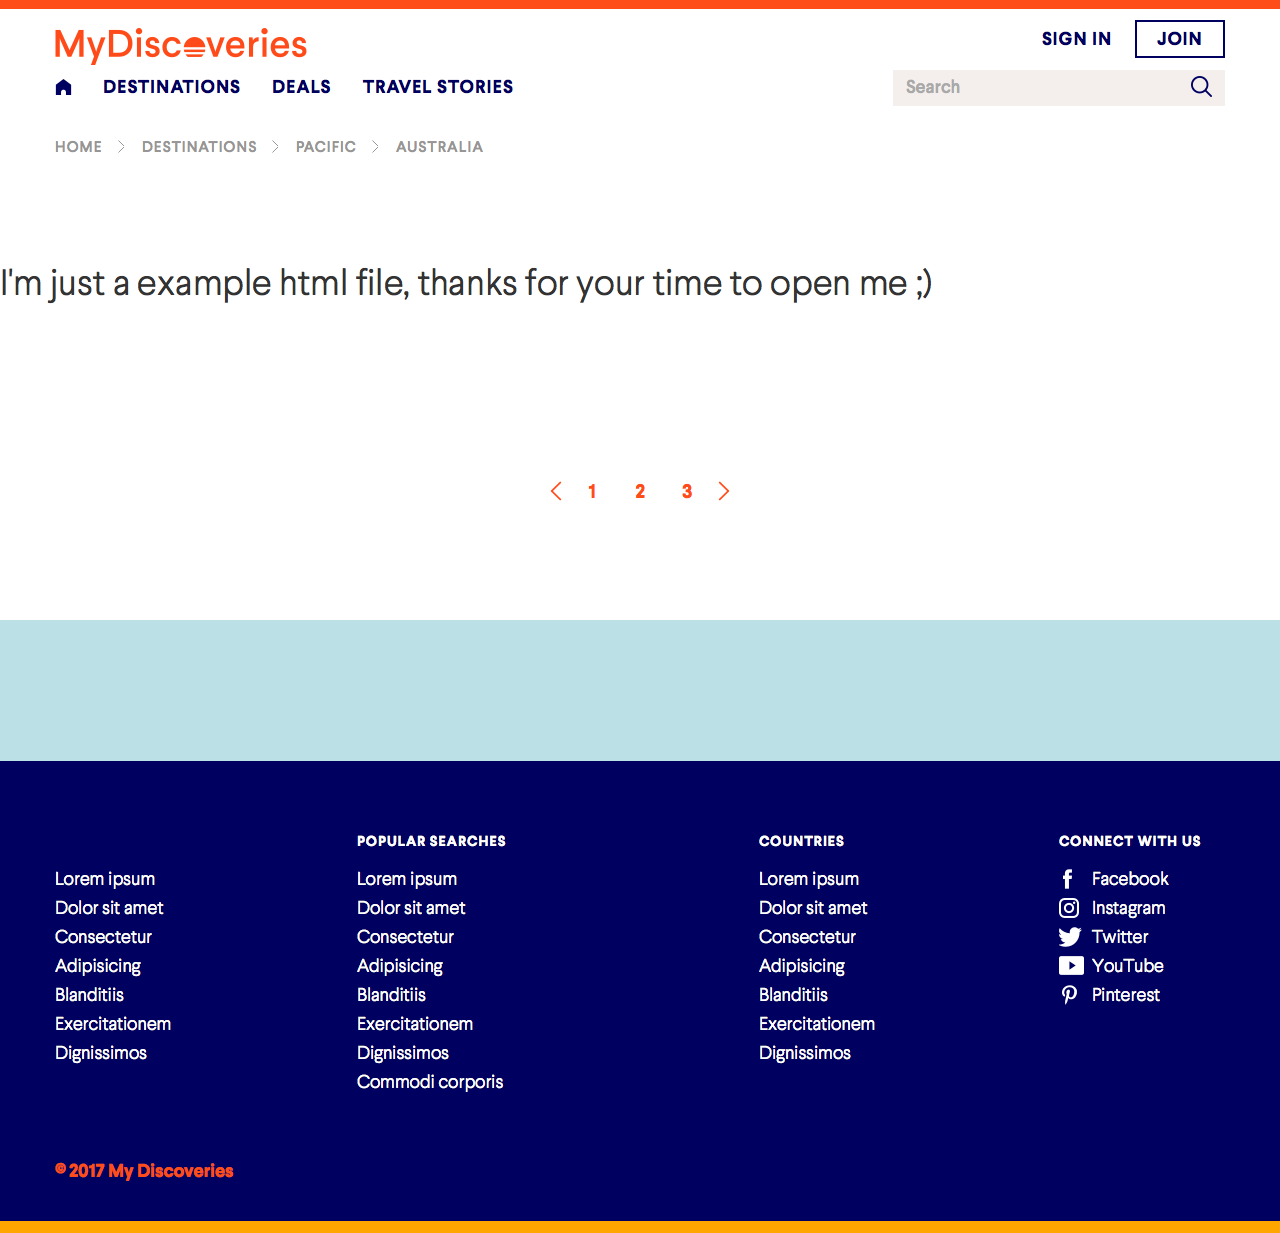 MyDiscoveries
SIGN IN
JOIN
DESTINATIONS
DEALS
TRAVEL STORIES
Search
HOME
DESTINATIONS
PACIFIC
AUSTRALIA
I'm just a example html file, thanks for your time to open me ;)
1
2
3
Lorem ipsum
Dolor sit amet
Consectetur
Adipisicing
Blanditiis
Exercitationem
Dignissimos
POPULAR SEARCHES
Lorem ipsum
Dolor sit amet
Consectetur
Adipisicing
Blanditiis
Exercitationem
Dignissimos
Commodi corporis
COUNTRIES
Lorem ipsum
Dolor sit amet
Consectetur
Adipisicing
Blanditiis
Exercitationem
Dignissimos
CONNECT WITH US
Facebook
Instagram
Twitter
YouTube
Pinterest
© 2017 My Discoveries